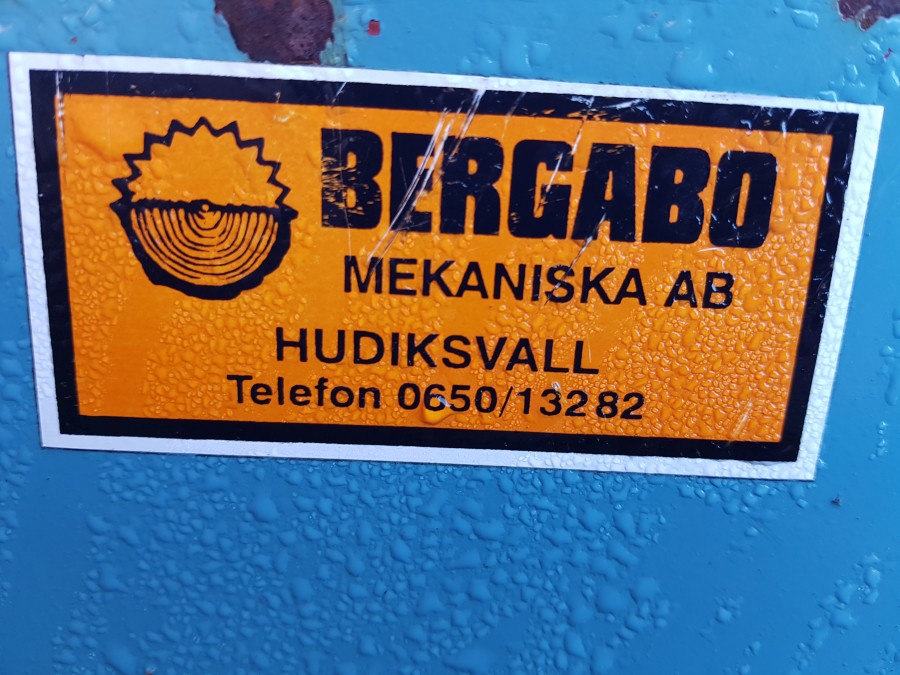 BERGABO
MEKANISKA AB
HUDIKSVALL
Telefon 0650/13282